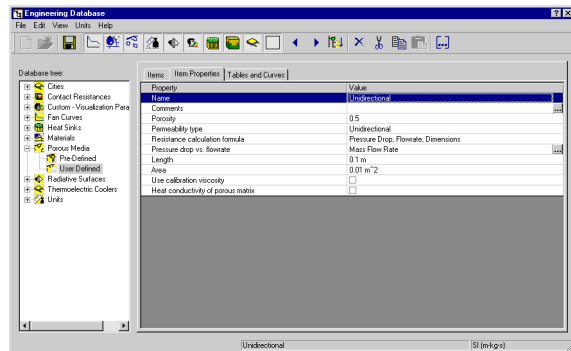 Engineering Database
File Edit View Units Help
Database tree:
Cities
Contact Resistances
Custom - Visualization Para
Fan Curves
Heat Sinks
Materials
Porous Media
Pre-Defined
User Defined
Radiative Surfaces
Thermoelectric Coolers
Units
Items Item Properties Tables and Curves
Property Value
Name Unidirectional
Comments ...
Porosity 0.5
Permeability type Unidirectional
Resistance calculation formula Pressure Drop, Flowrate, Dimensions
Pressure drop vs. flowrate Mass Flow Rate ...
Length 0.1 m
Area 0.01 m^2
Use calibration viscosity
Heat conductivity of porous matrix
Unidirectional SI (m-kg-s)